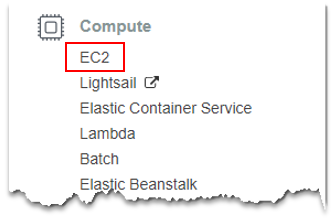 Compute
EC2
Lightsail
Elastic Container Service
Lambda
Batch
Elastic Beanstalk